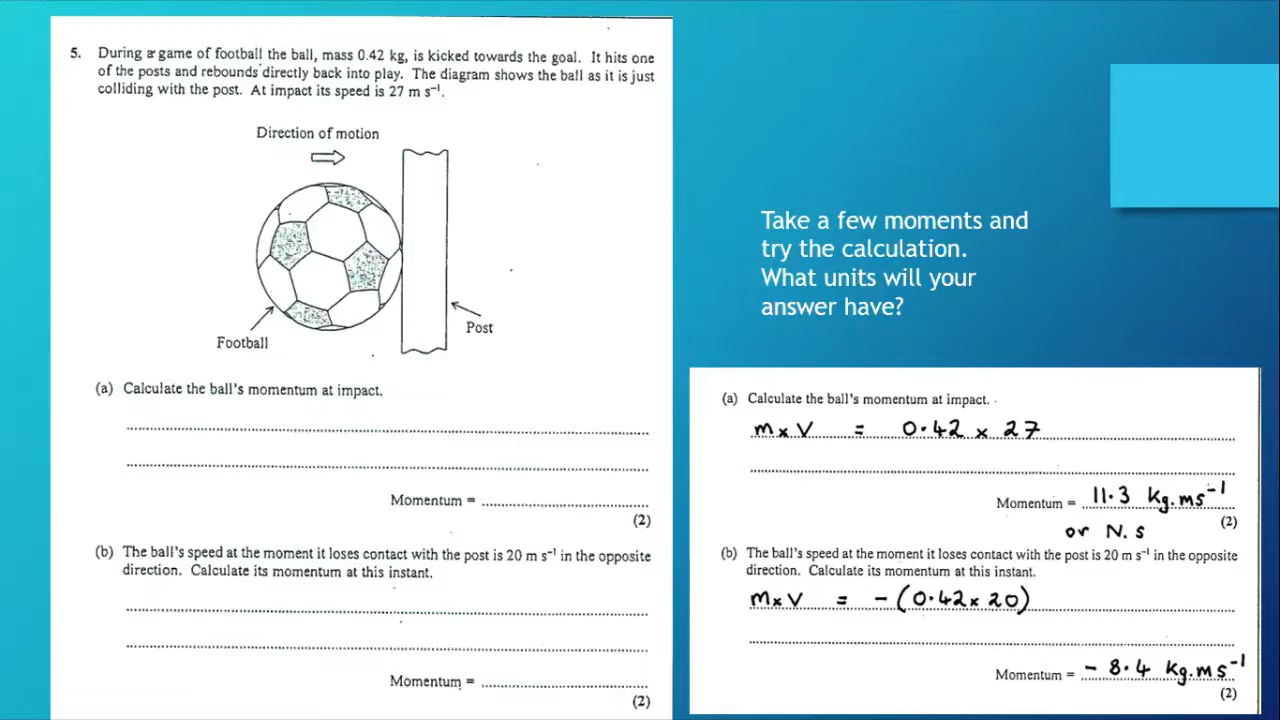 5. During a game of football the ball, mass 0.42 kg, is kicked towards the goal. It hits one
of the posts and rebounds directly back into play. The diagram shows the ball as it is just
colliding with the post. At impact its speed is 27 m s⁻¹.
Direction of motion
Football
Post
(a) Calculate the ball's momentum at impact.
Momentum =
(2)
(b) The ball's speed at the moment it loses contact with the post is 20 m s⁻¹ in the opposite
direction. Calculate its momentum at this instant.
Momentum =
(2)
Take a few moments and
try the calculation.
What units will your
answer have?
(a) Calculate the ball's momentum at impact.
m x v = 0.42 x 27
Momentum = 11.3 kg.ms⁻¹
(2)
or N.s
(b) The ball's speed at the moment it loses contact with the post is 20 m s⁻¹ in the opposite
direction. Calculate its momentum at this instant.
m x v = -(0.42 x 20)
Momentum = -8.4 kg.ms⁻¹
(2)